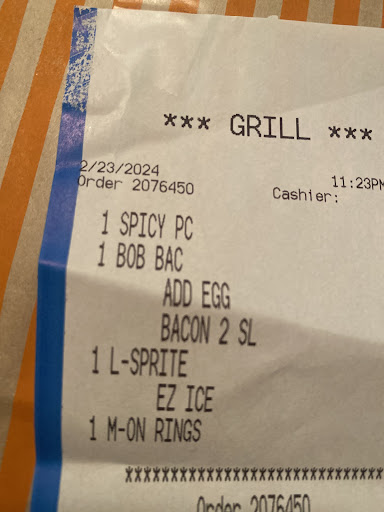 *** GRILL ***
2/23/2024
11:23PM
Order 2076450
Cashier:
1 SPICY PC
1 BOB BAC
ADD EGG
BACON 2 SL
1 L-SPRITE
EZ ICE
1 M-ON RINGS
XXXXXXXXXXXXXXXXXXXXXXXXXXXXXXXX
Order 2076450